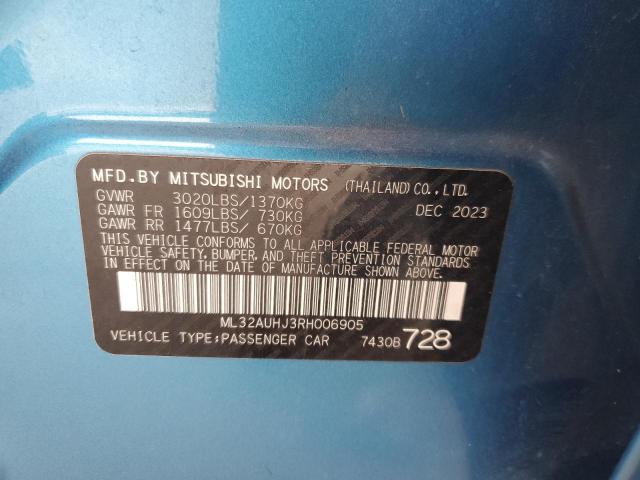 MFD.BY MITSUBISHI MOTORS (THAILAND)CO.,LTD.
GVWR 3020LBS/1370KG
GAWR FR 1609LBS/ 730KG DEC 2023
GAWR RR 1477LBS/ 670KG
THIS VEHICLE CONFORMS TO ALL APPLICABLE FEDERAL MOTOR
VEHICLE SAFETY, BUMPER, AND THEFT PREVENTION STANDARDS
IN EFFECT ON THE DATE OF MANUFACTURE SHOWN ABOVE.
ML32AUHJ3RH006905
VEHICLE TYPE:PASSENGER CAR 7430B 728